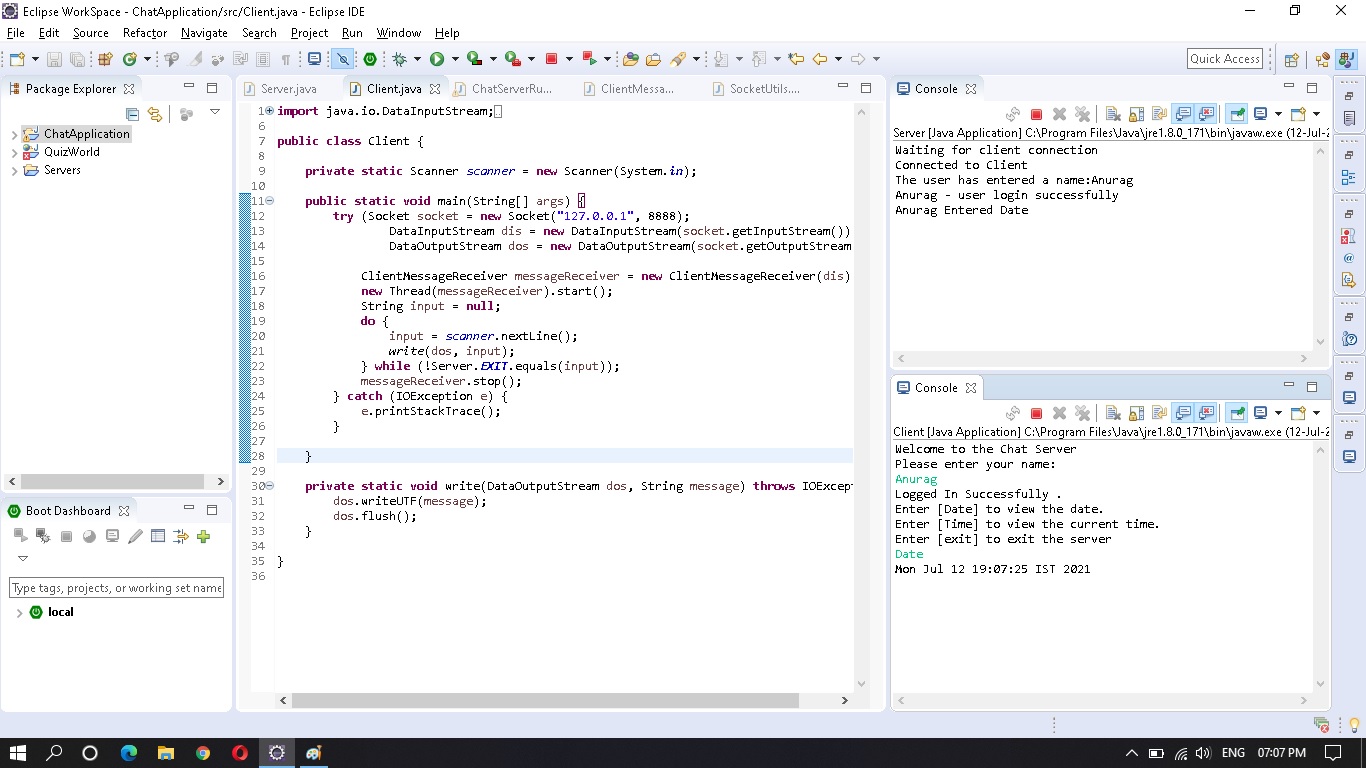 Eclipse WorkSpace - ChatApplication/src/Client.java - Eclipse IDE
File Edit Source Refactor Navigate Search Project Run Window Help
Quick Access
Package Explorer
ChatApplication
QuizWorld
Servers
Boot Dashboard
Type tags, projects, or working set name
local
Server.java Client.java ChatServerRu... ClientMessa... SocketUtils....
1 import java.io.DataInputStream;
6
7 public class Client {
8
9 private static Scanner scanner = new Scanner(System.in);
10
11 public static void main(String[] args) {
12 try (Socket socket = new Socket("127.0.0.1", 8888);
13 DataInputStream dis = new DataInputStream(socket.getInputStream())
14 DataOutputStream dos = new DataOutputStream(socket.getOutputStream
15
16 ClientMessageReceiver messageReceiver = new ClientMessageReceiver(dis)
17 new Thread(messageReceiver).start();
18 String input = null;
19 do {
20 input = scanner.nextLine();
21 write(dos, input);
22 } while (!Server.EXIT.equals(input));
23 messageReceiver.stop();
24 } catch (IOException e) {
25 e.printStackTrace();
26 }
27
28 }
29
30 private static void write(DataOutputStream dos, String message) throws IOExcept
31 dos.writeUTF(message);
32 dos.flush();
33 }
34
35 }
36
Console
Server [Java Application] C:\Program Files\Java\jre1.8.0_171\bin\javaw.exe (12-Jul-2
Waiting for client connection
Connected to Client
The user has entered a name:Anurag
Anurag - user login successfully
Anurag Entered Date
Console
Client [Java Application] C:\Program Files\Java\jre1.8.0_171\bin\javaw.exe (12-Jul-2
Welcome to the Chat Server
Please enter your name:
Anurag
Logged In Successfully .
Enter [Date] to view the date.
Enter [Time] to view the current time.
Enter [exit] to exit the server
Date
Mon Jul 12 19:07:25 IST 2021
ENG 07:07 PM